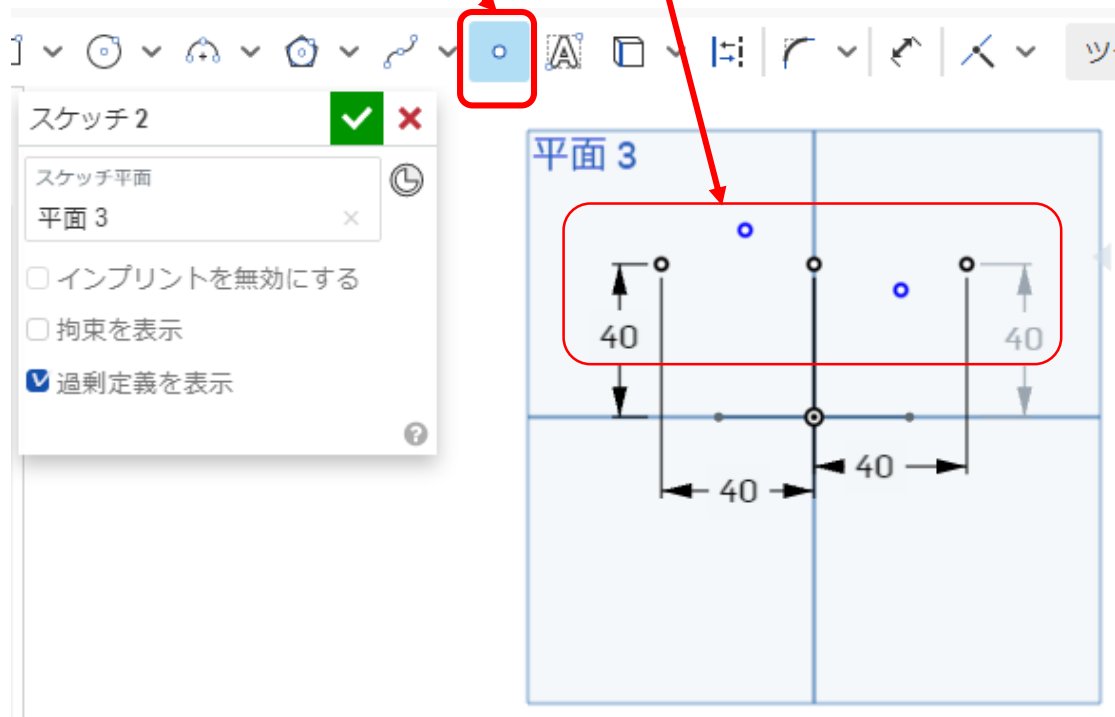 ツ
スケッチ 2
スケッチ平面
平面 3
インプリントを無効にする
拘束を表示
過剰定義を表示
平面 3
40
40
40
40